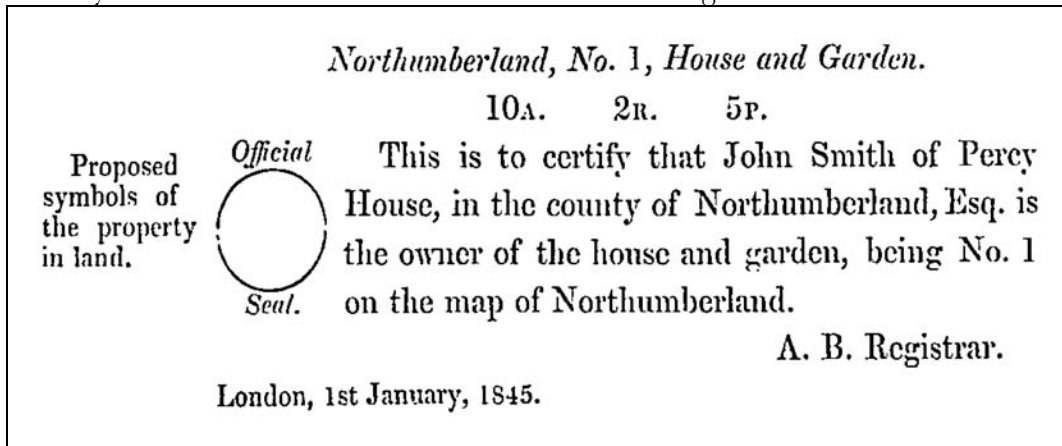 Northumberland, No. 1, House and Garden.
10A. 2R. 5P.
Proposed
symbols of
the property
in land.
Official
Seal.
This is to certify that John Smith of Percy
House, in the county of Northumberland, Esq. is
the owner of the house and garden, being No. 1
on the map of Northumberland.
A. B. Registrar.
London, 1st January, 1845.